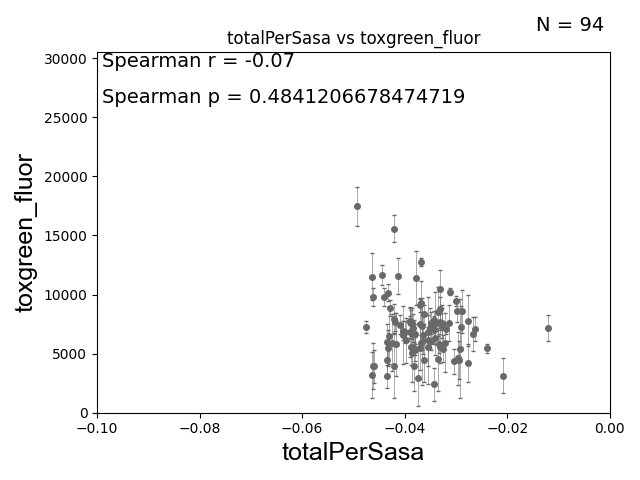 N = 94
totalPerSasa vs toxgreen_fluor
Spearman r = -0.07
Spearman p = 0.4841206678474719
toxgreen_fluor
30000
25000
20000
15000
10000
5000
0
−0.10 −0.08 −0.06 −0.04 −0.02 0.00
totalPerSasa